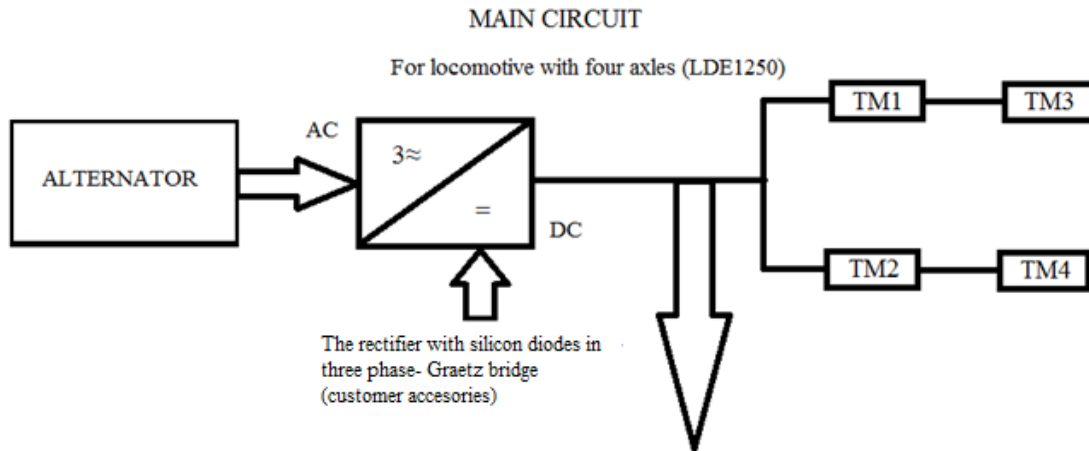 MAIN CIRCUIT
For locomotive with four axles (LDE1250)
ALTERNATOR
AC
3≈
=
DC
TM1
TM3
TM2
TM4
The rectifier with silicon diodes in
three phase- Graetz bridge
(customer accesories)